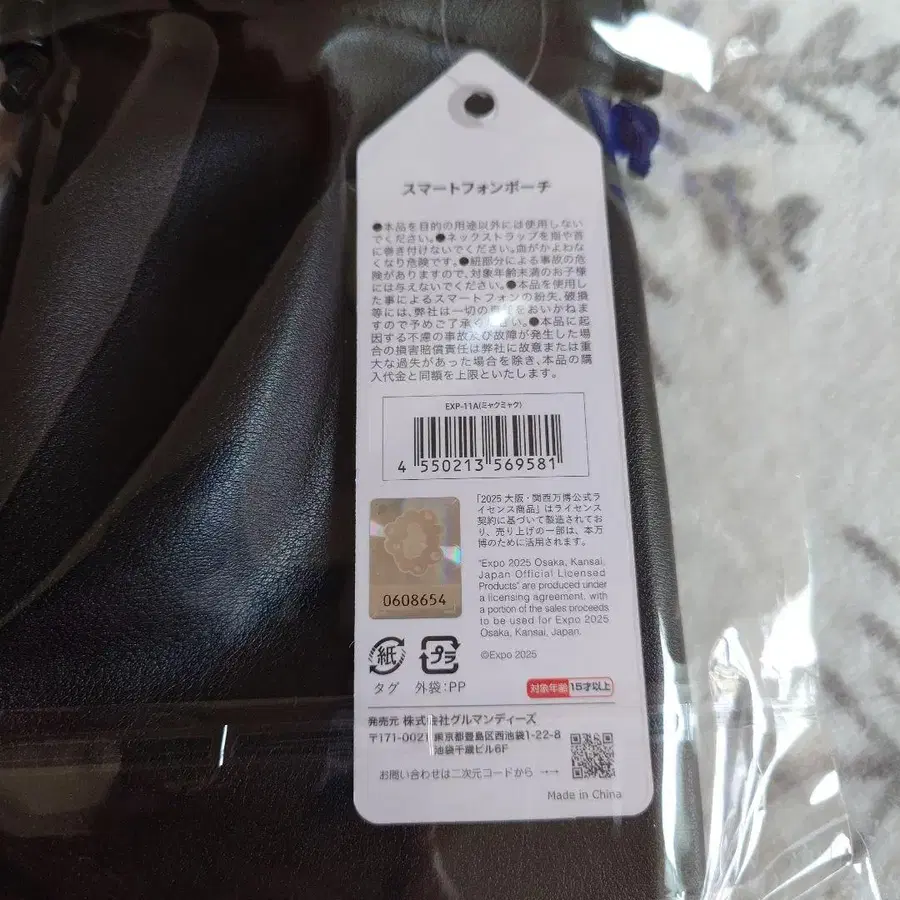 スマートフォンポーチ
●本品を目的の用途以外には使用しない
でください。●ネックストラップを指や首
に巻き付けないでください。血がかよわな
くなり危険です。●紐部分による事故の危
険がありますので、対象年齢未満のお子様
には与えないでください。●本品を使用し
た事によるスマートフォンの紛失、破損
等には、弊社は一切の をおいかねま
すので予めご了承 い。●本品に起
因する不慮の事故及び故障が発生した場
合の損害賠償責任は弊社に故意または重
大な過失があった場合を除き、本品の購
入代金と同額を上限といたします。
EXP-11A(ミャクミャク)
4 550213 569581
「2025 大阪・関西万博公式ラ
イセンス商品」はライセンス
契約に基づいて製造されてお
り、売り上げの一部は、本万
博のために活用されます。
"Expo 2025 Osaka, Kansai,
Japan Official Licensed
Products" are produced under
a licensing agreement, with
a portion of the sales proceeds
to be used for Expo 2025
Osaka, Kansai, Japan.
©Expo 2025
0608654
紙
プラ
タグ
外袋:PP
対象年齢 15才以上
発売元 株式会社グルマンディーズ
〒171-0021 東京都豊島区西池袋1-22-8
池袋千歳ビル6F
お問い合わせは二次元コードから →→
Made in China